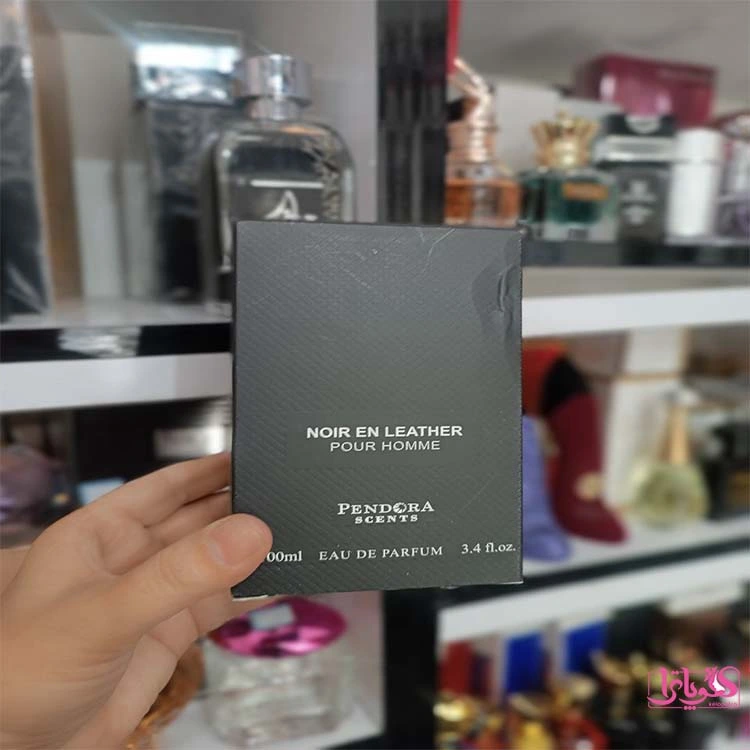 NOIR EN LEATHER
POUR HOMME
PENDORA
SCENTS
00ml EAU DE PARFUM 3.4 fl.oz.